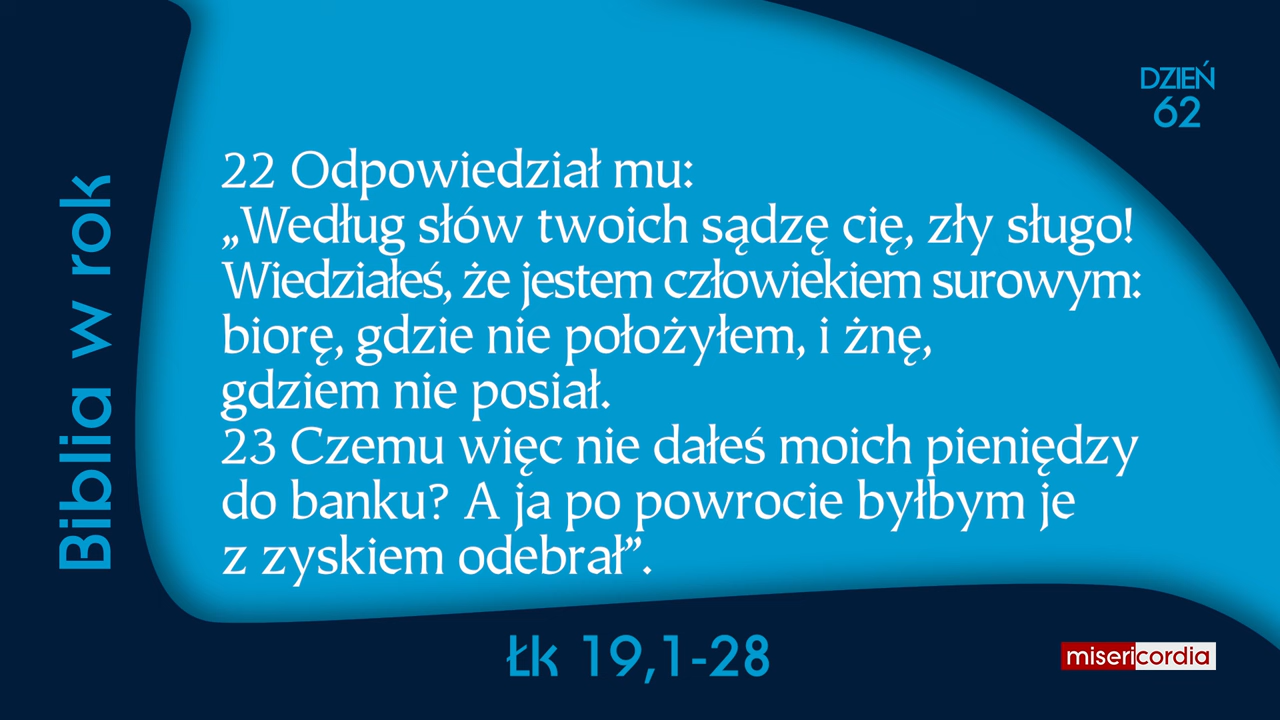 DZIEŃ
62
Biblia w rok
22 Odpowiedział mu:
„Według słów twoich sądzę cię, zły sługo!
Wiedziałeś, że jestem człowiekiem surowym:
biorę, gdzie nie położyłem, i żnę,
gdziem nie posiał.
23 Czemu więc nie dałeś moich pieniędzy
do banku? A ja po powrocie byłbym je
z zyskiem odebrał”.
Łk 19,1-28
misericordia